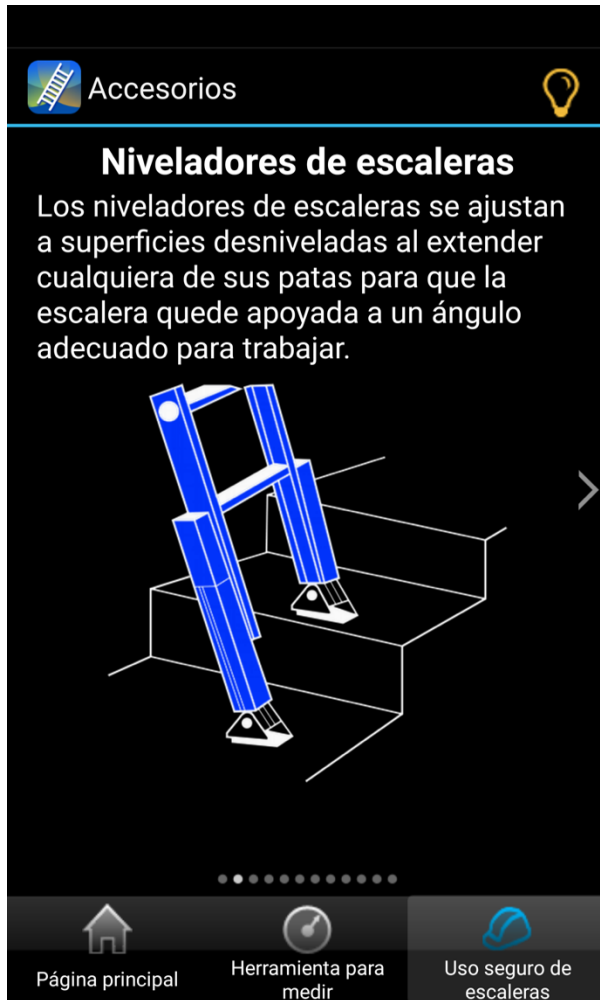 Accesorios
Niveladores de escaleras
Los niveladores de escaleras se ajustan
a superficies desniveladas al extender
cualquiera de sus patas para que la
escalera quede apoyada a un ángulo
adecuado para trabajar.
Página principal
Herramienta para
medir
Uso seguro de
escaleras